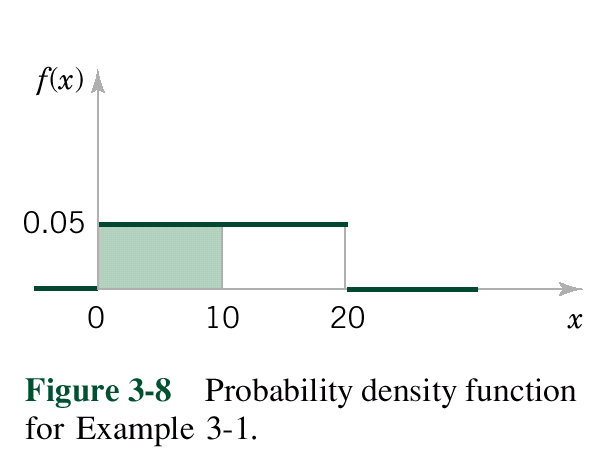 f(x)
0.05
0 10 20 x
Figure 3-8 Probability density function
for Example 3-1.